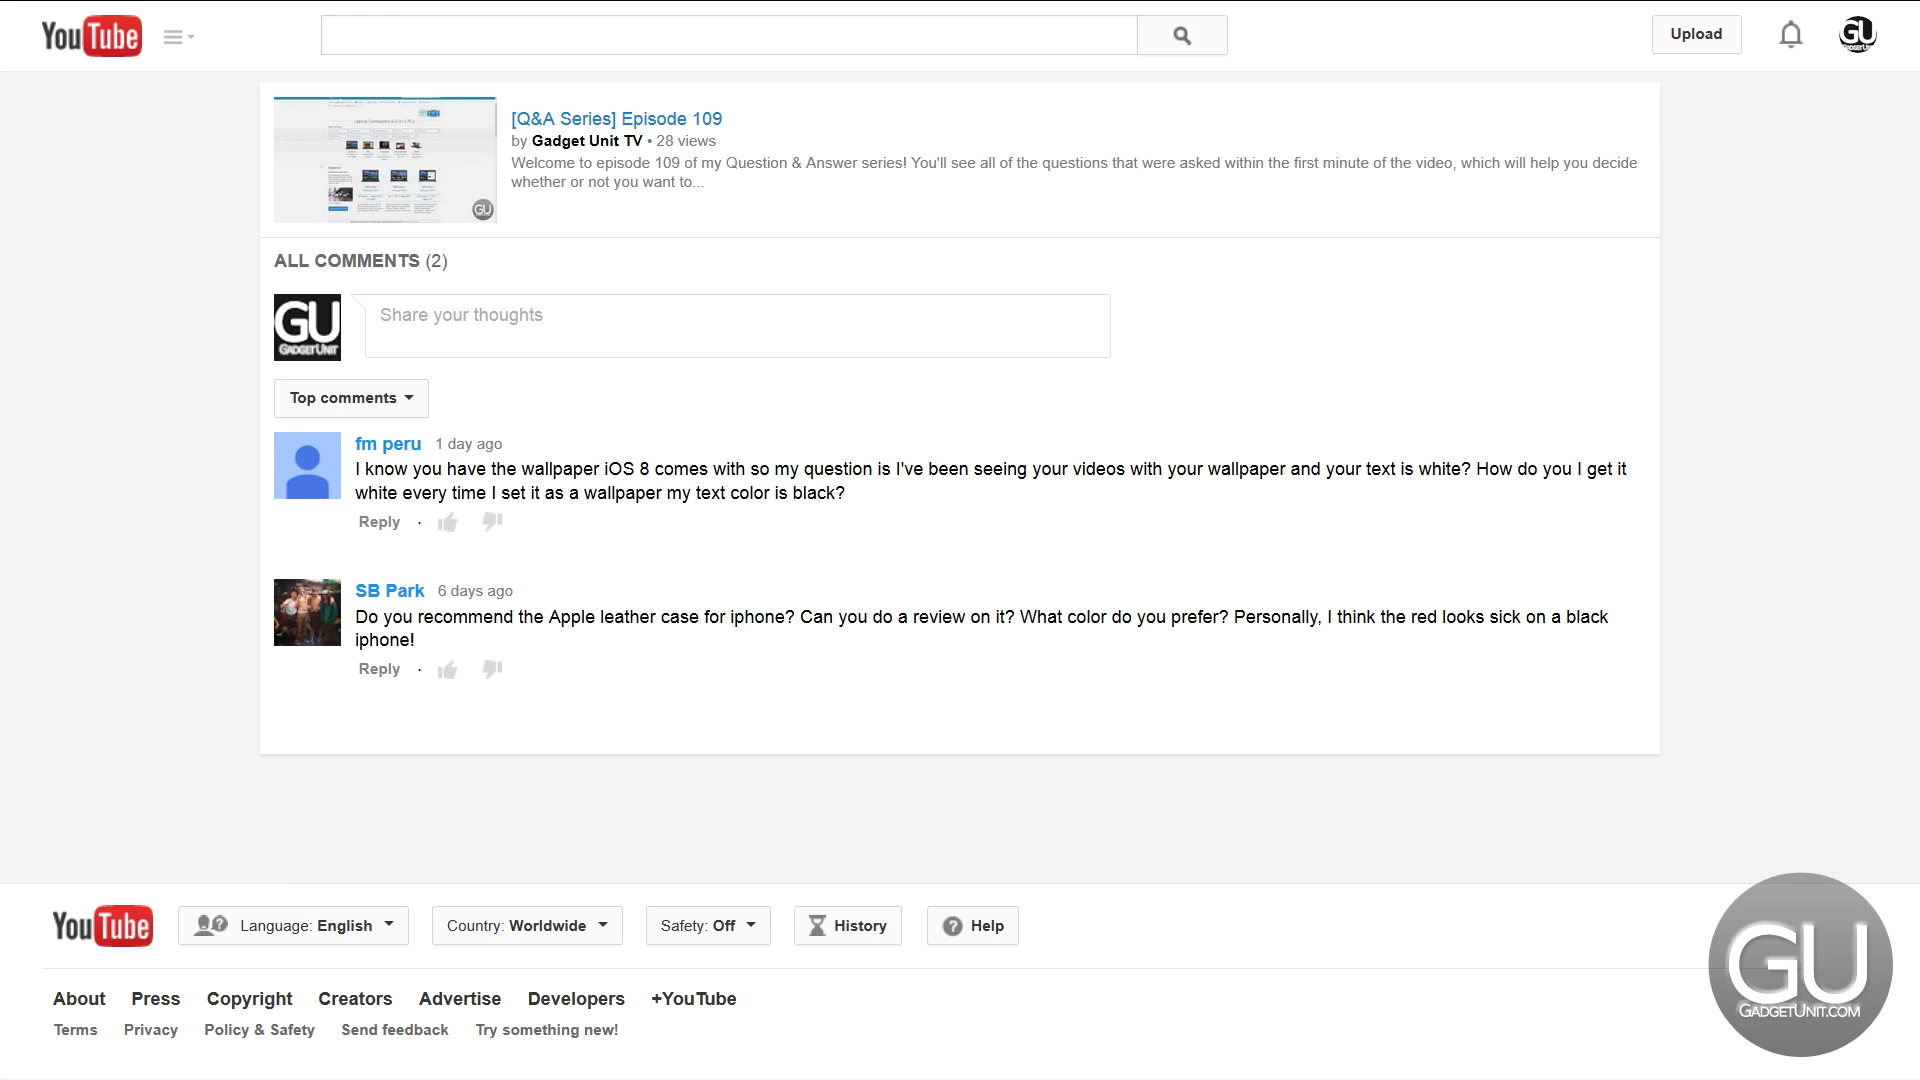 YouTube
Upload
GU
[Q&A Series] Episode 109
by Gadget Unit TV • 28 views
Welcome to episode 109 of my Question & Answer series! You'll see all of the questions that were asked within the first minute of the video, which will help you decide
whether or not you want to...
GU
ALL COMMENTS (2)
GU
GADGETUNIT
Share your thoughts
Top comments
fm peru 1 day ago
I know you have the wallpaper iOS 8 comes with so my question is I've been seeing your videos with your wallpaper and your text is white? How do you I get it
white every time I set it as a wallpaper my text color is black?
Reply ·
SB Park 6 days ago
Do you recommend the Apple leather case for iphone? Can you do a review on it? What color do you prefer? Personally, I think the red looks sick on a black
iphone!
Reply ·
YouTube Language: English Country: Worldwide Safety: Off History Help
About Press Copyright Creators Advertise Developers +YouTube
Terms Privacy Policy & Safety Send feedback Try something new!
GU
GADGETUNIT.COM